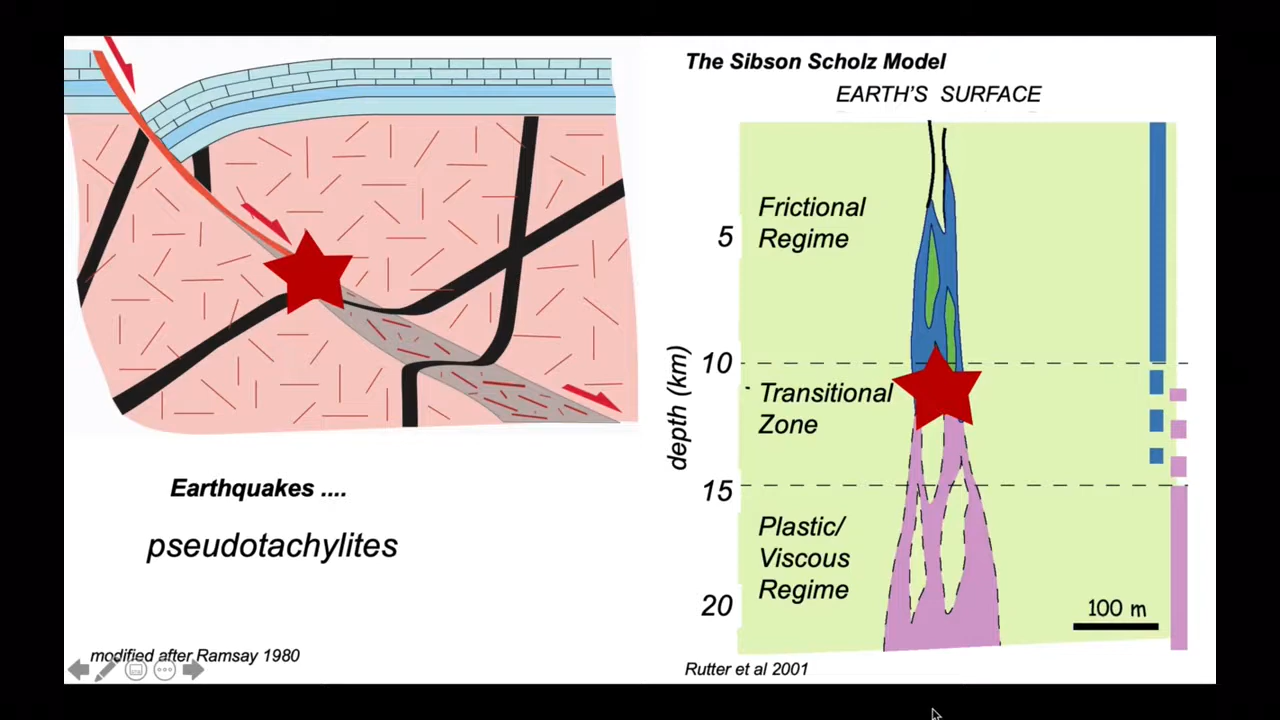 The Sibson Scholz Model
EARTH'S SURFACE
Frictional
Regime
5
10
Transitional
Zone
depth (km)
15
Plastic/
Viscous
Regime
20
100 m
Rutter et al 2001
Earthquakes ....
pseudotachylites
modified after Ramsay 1980